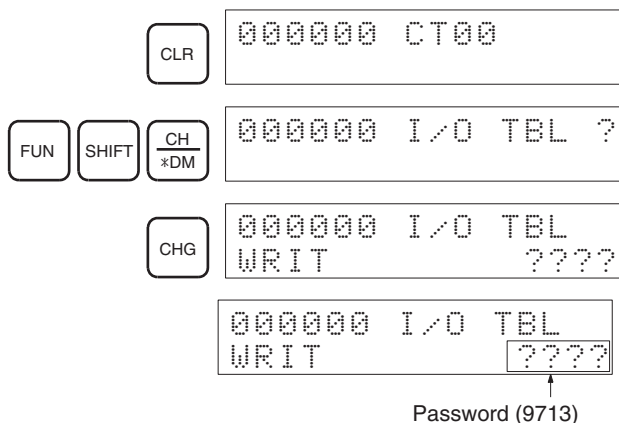 CLR
000000 CT00
FUN SHIFT CH
*DM
000000 I/O TBL ?
CHG
000000 I/O TBL
WRIT ????
000000 I/O TBL
WRIT ????
Password (9713)